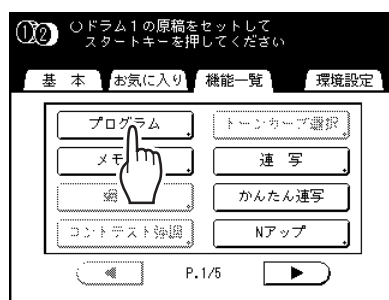 ①② ○ドラム1の原稿をセットして
スタートキーを押してください
基 本 お気に入り 機能一覧 環境設定
プログラム トーンカーブ選択
メモ 連 写
かんたん連写
コントラスト強調 Nアップ
◀ P.1/5 ▶